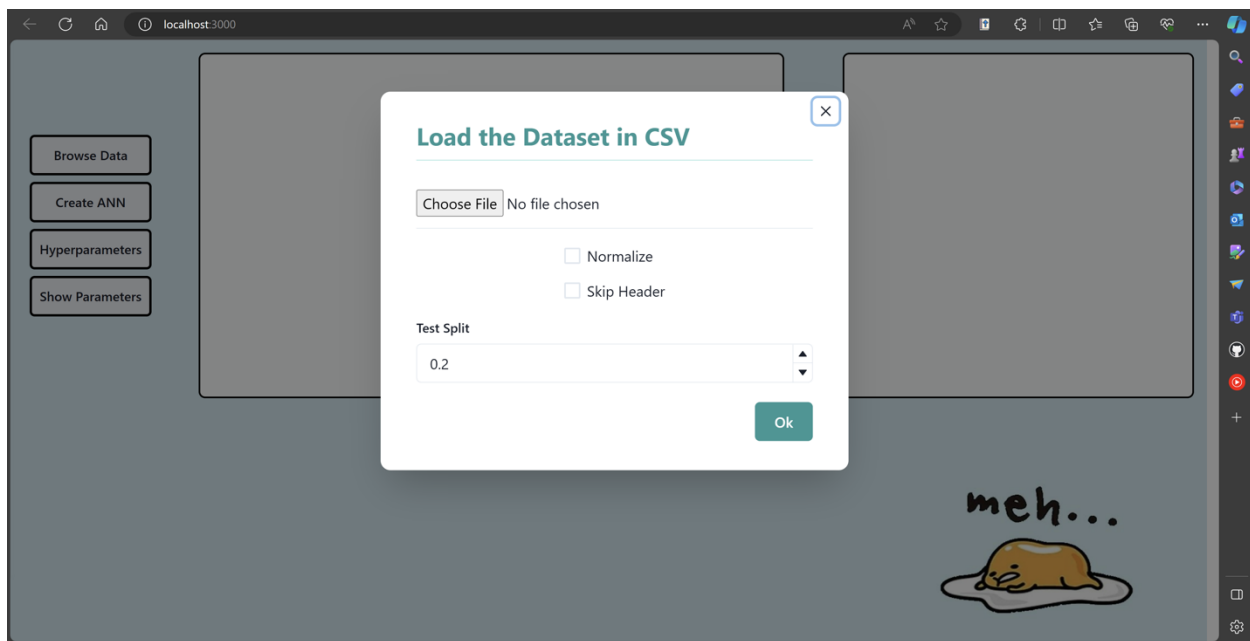 localhost:3000
Load the Dataset in CSV
Browse Data
Create ANN
Hyperparameters
Show Parameters
Choose File No file chosen
Normalize
Skip Header
Test Split
0.2
Ok
meh...